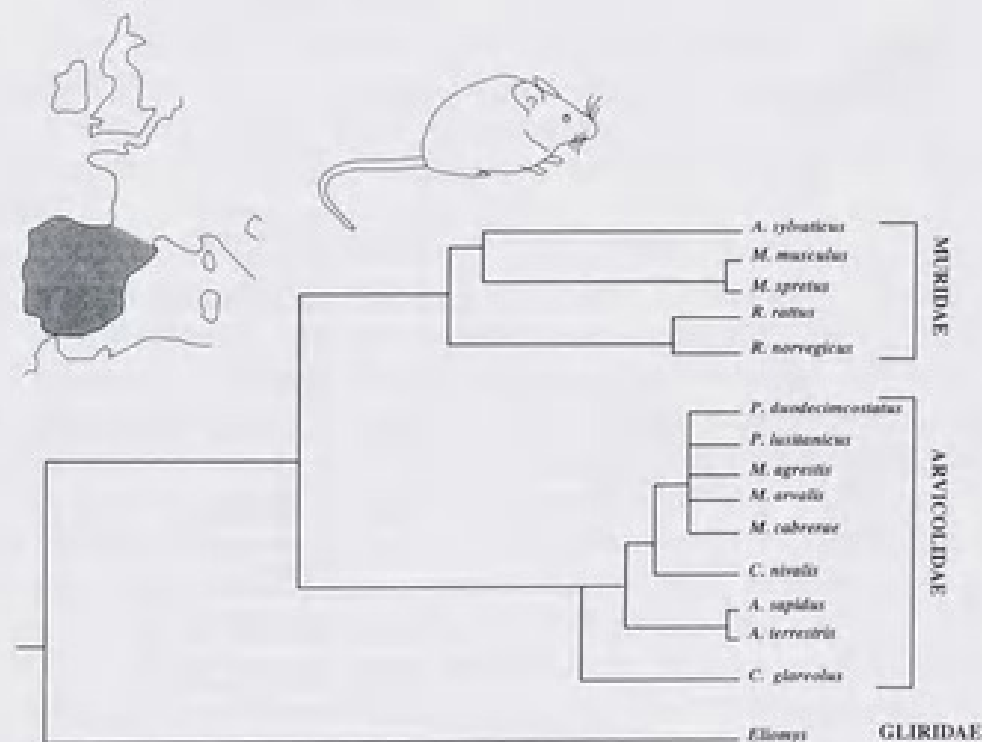 A. sylvaticus
M. musculus
M. spretus
R. rattus
R. norvegicus
MURIDAE
P. duodecimcostatus
P. lusitanicus
M. agrestis
M. arvalis
M. cabrerae
C. nivalis
A. sapidus
A. terrestris
C. glareolus
ARVICOLIDAE
Eliomys
GLIRIDAE